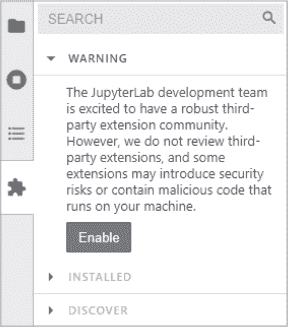 SEARCH
WARNING
The JupyterLab development team
is excited to have a robust third-
party extension community.
However, we do not review third-
party extensions, and some
extensions may introduce security
risks or contain malicious code that
runs on your machine.
Enable
INSTALLED
DISCOVER